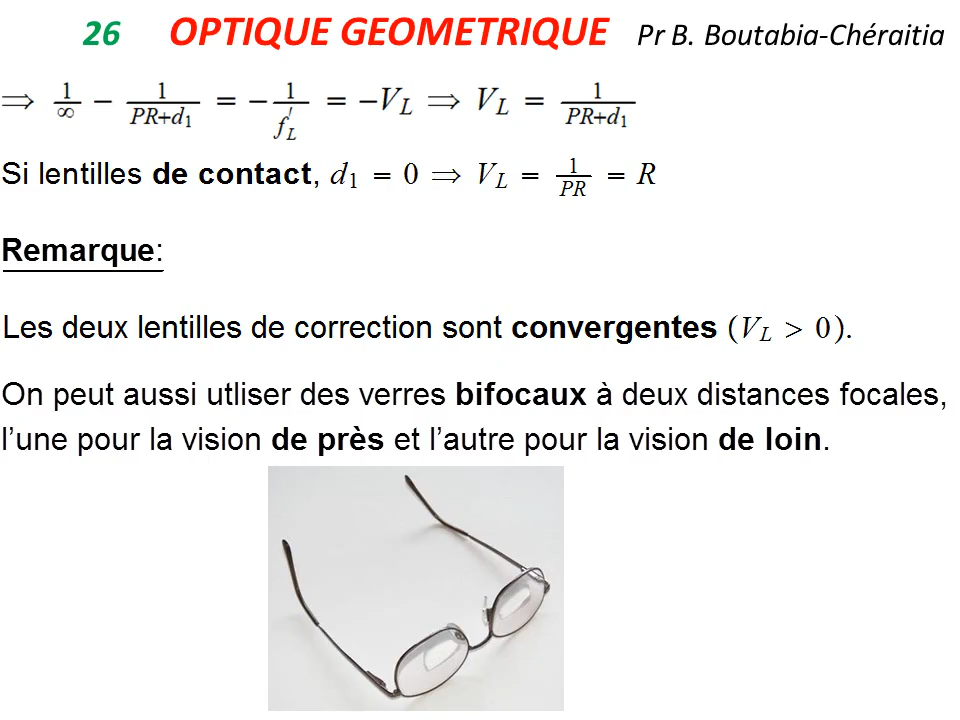 26 OPTIQUE GEOMETRIQUE Pr B. Boutabia-Chéraitia
⇒ 1/∞ − 1/(PR+d₁) = −1/f′_L = −V_L ⇒ V_L = 1/(PR+d₁)
Si lentilles de contact, d₁ = 0 ⇒ V_L = 1/PR = R
Remarque:
Les deux lentilles de correction sont convergentes (V_L > 0).
On peut aussi utliser des verres bifocaux à deux distances focales,
l’une pour la vision de près et l’autre pour la vision de loin.